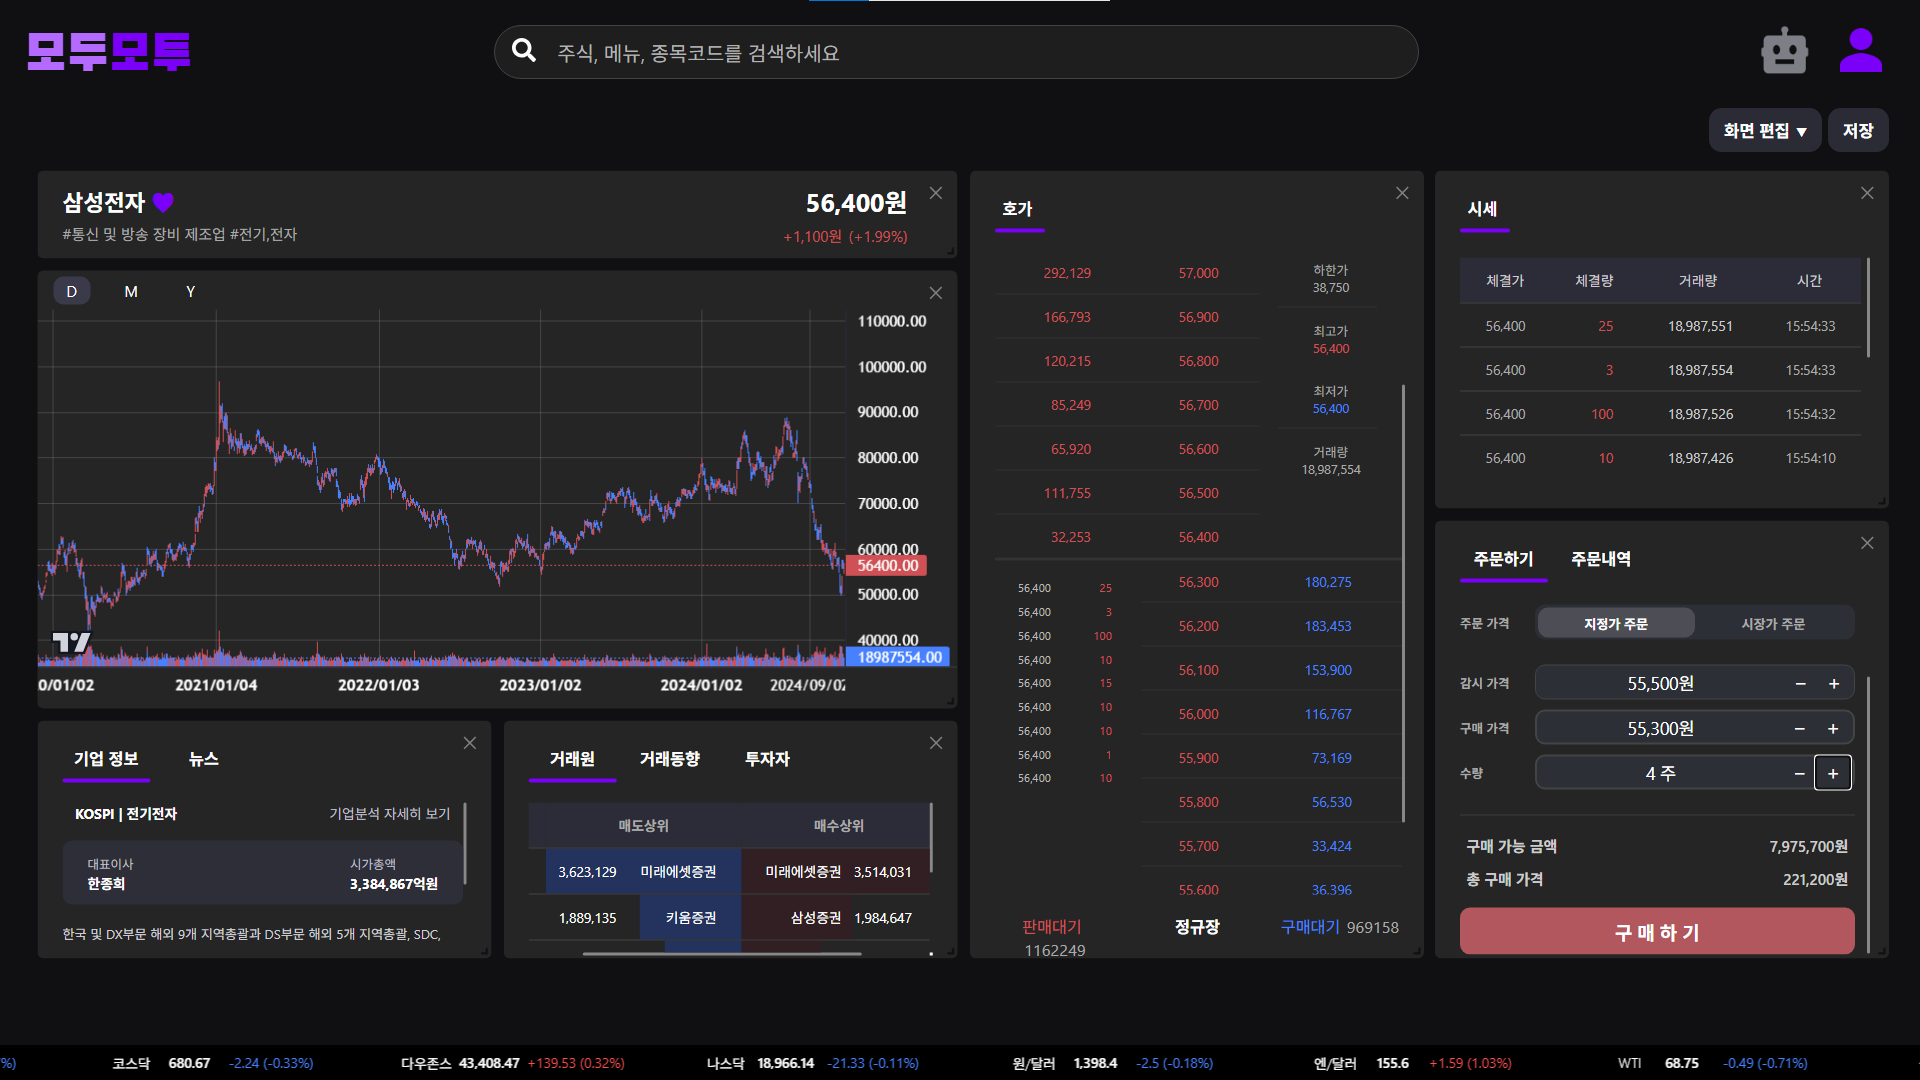 모두모투
주식, 메뉴, 종목코드를 검색하세요
화면 편집 ▼
저장
삼성전자
56,400원
#통신 및 방송 장비 제조업 #전기,전자
+1,100원 (+1.99%)
D M Y
110000.00
100000.00
90000.00
80000.00
70000.00
60000.00
56400.00
50000.00
40000.00
18987554.00
0/01/02 2021/01/04 2022/01/03 2023/01/02 2024/01/02 2024/09/02
기업 정보 뉴스
KOSPI | 전기전자 기업분석 자세히 보기
대표이사 시가총액
한종희 3,384,867억원
한국 및 DX부문 해외 9개 지역총괄과 DS부문 해외 5개 지역총괄, SDC,
거래원 거래동향 투자자
매도상위 매수상위
3,623,129 미래에셋증권 미래에셋증권 3,514,031
1,889,135 키움증권 삼성증권 1,984,647
호가
292,129 57,000
166,793 56,900
120,215 56,800
85,249 56,700
65,920 56,600
111,755 56,500
32,253 56,400
하한가
38,750
최고가
56,400
최저가
56,400
거래량
18,987,554
56,400 25
56,400 3
56,400 100
56,400 10
56,400 15
56,400 10
56,400 10
56,400 1
56,400 10
56,300 180,275
56,200 183,453
56,100 153,900
56,000 116,767
55,900 73,169
55,800 56,530
55,700 33,424
55,600 36,396
판매대기
1162249
정규장
구매대기 969158
시세
체결가 체결량 거래량 시간
56,400 25 18,987,551 15:54:33
56,400 3 18,987,554 15:54:33
56,400 100 18,987,526 15:54:32
56,400 10 18,987,426 15:54:10
주문하기 주문내역
주문 가격 지정가 주문 시장가 주문
감시 가격 55,500원 − +
구매 가격 55,300원 − +
수량 4 주 − +
구매 가능 금액 7,975,700원
총 구매 가격 221,200원
구 매 하 기
%) 코스닥 680.67 -2.24 (-0.33%) 다우존스 43,408.47 +139.53 (0.32%) 나스닥 18,966.14 -21.33 (-0.11%) 원/달러 1,398.4 -2.5 (-0.18%) 엔/달러 155.6 +1.59 (1.03%) WTI 68.75 -0.49 (-0.71%)